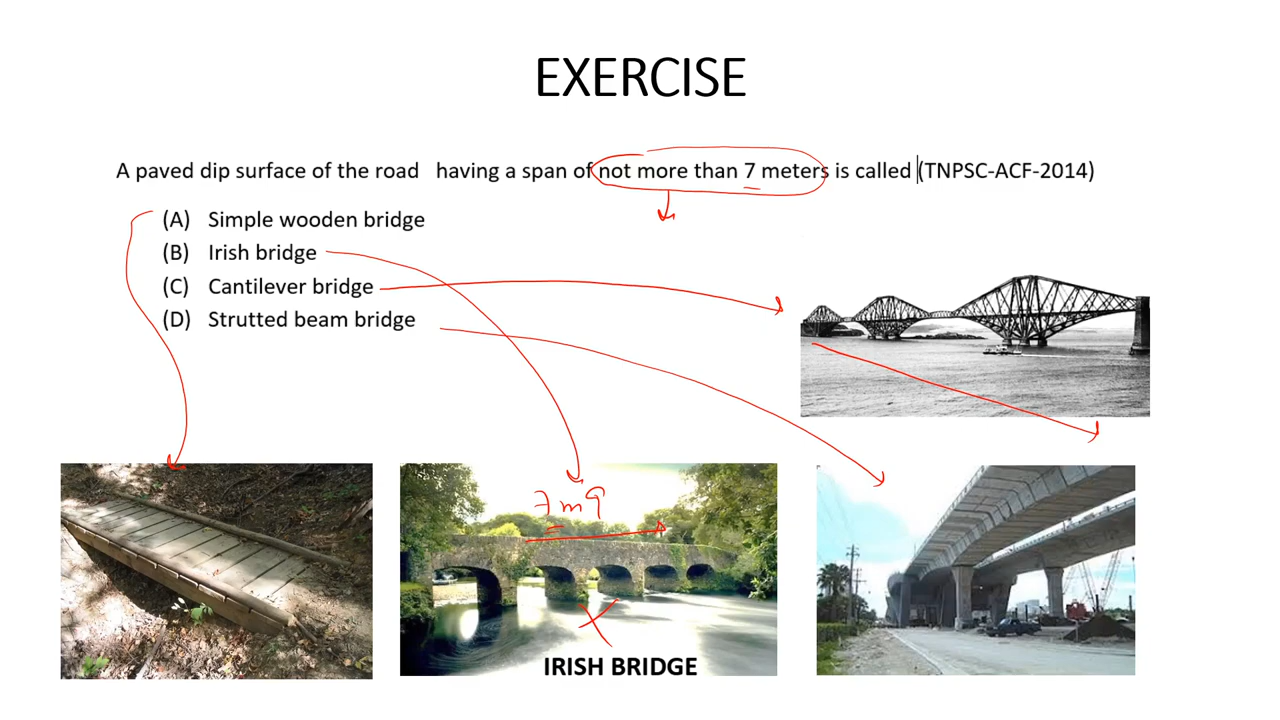 EXERCISE
A paved dip surface of the road having a span of not more than 7 meters is called (TNPSC-ACF-2014)
(A) Simple wooden bridge
(B) Irish bridge
(C) Cantilever bridge
(D) Strutted beam bridge
7 m
IRISH BRIDGE